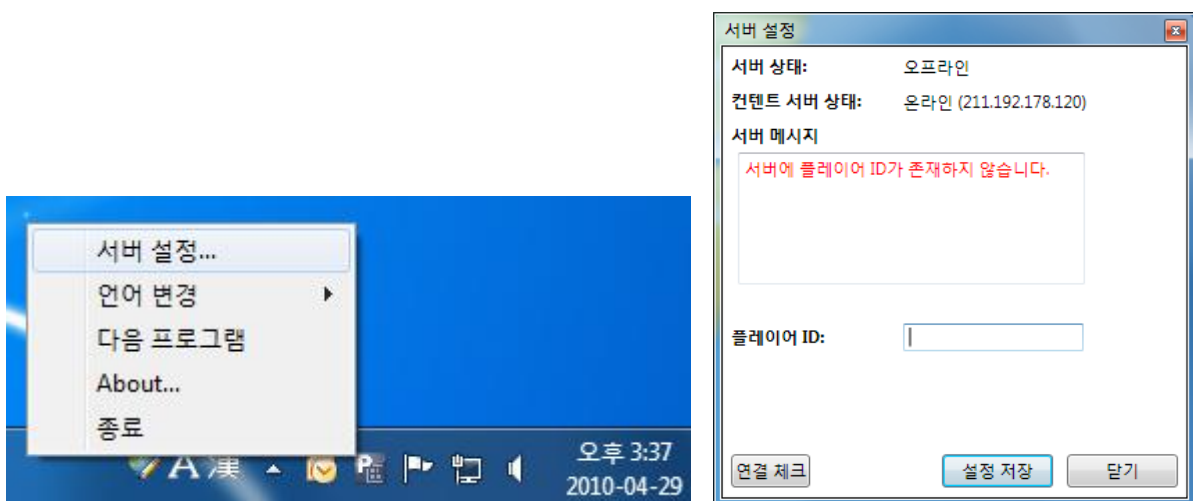 서버 설정...
언어 변경
다음 프로그램
About...
종료
A 漢
오후 3:37
2010-04-29
서버 설정
서버 상태: 오프라인
컨텐트 서버 상태: 온라인 (211.192.178.120)
서버 메시지
서버에 플레이어 ID가 존재하지 않습니다.
플레이어 ID:
연결 체크 설정 저장 닫기